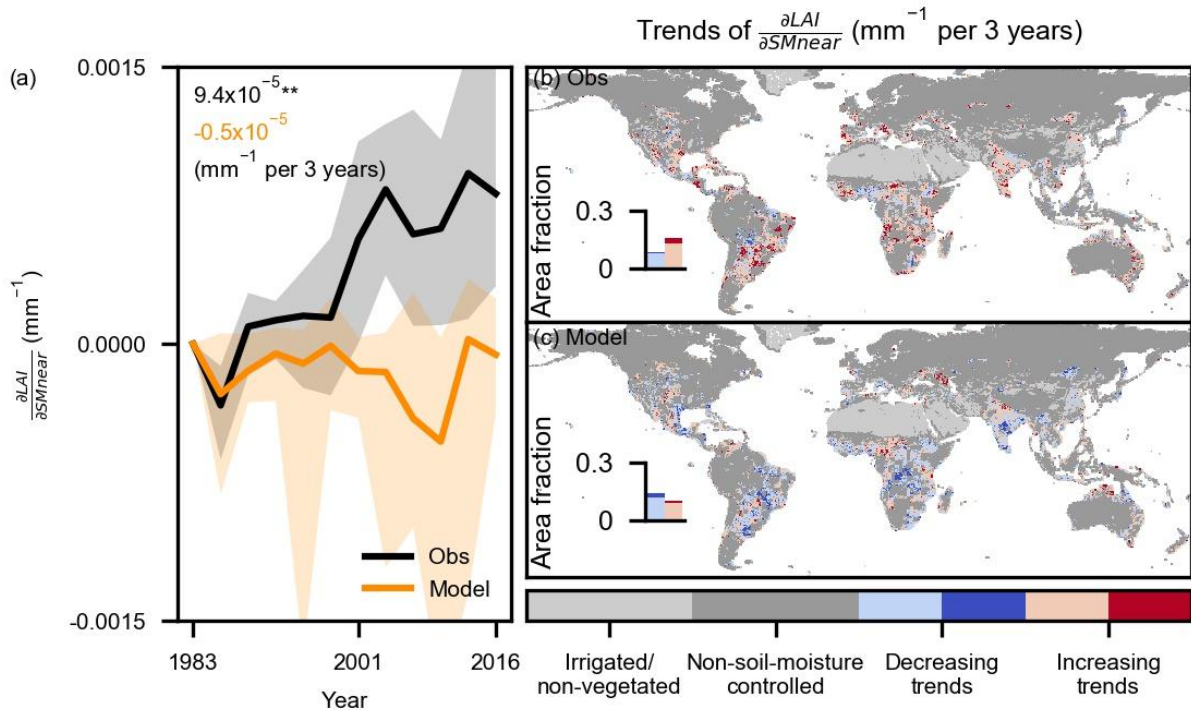 Trends of ∂LAI/∂SMnear (mm⁻¹ per 3 years)
(a)
0.0015
0.0000
-0.0015
∂LAI/∂SMnear (mm⁻¹)
9.4x10⁻⁵**
-0.5x10⁻⁵
(mm⁻¹ per 3 years)
Obs
Model
1983
2001
2016
Year
(b) Obs
Area fraction
0.3
0
(c) Model
Area fraction
0.3
0
Irrigated/
non-vegetated
Non-soil-moisture
controlled
Decreasing
trends
Increasing
trends